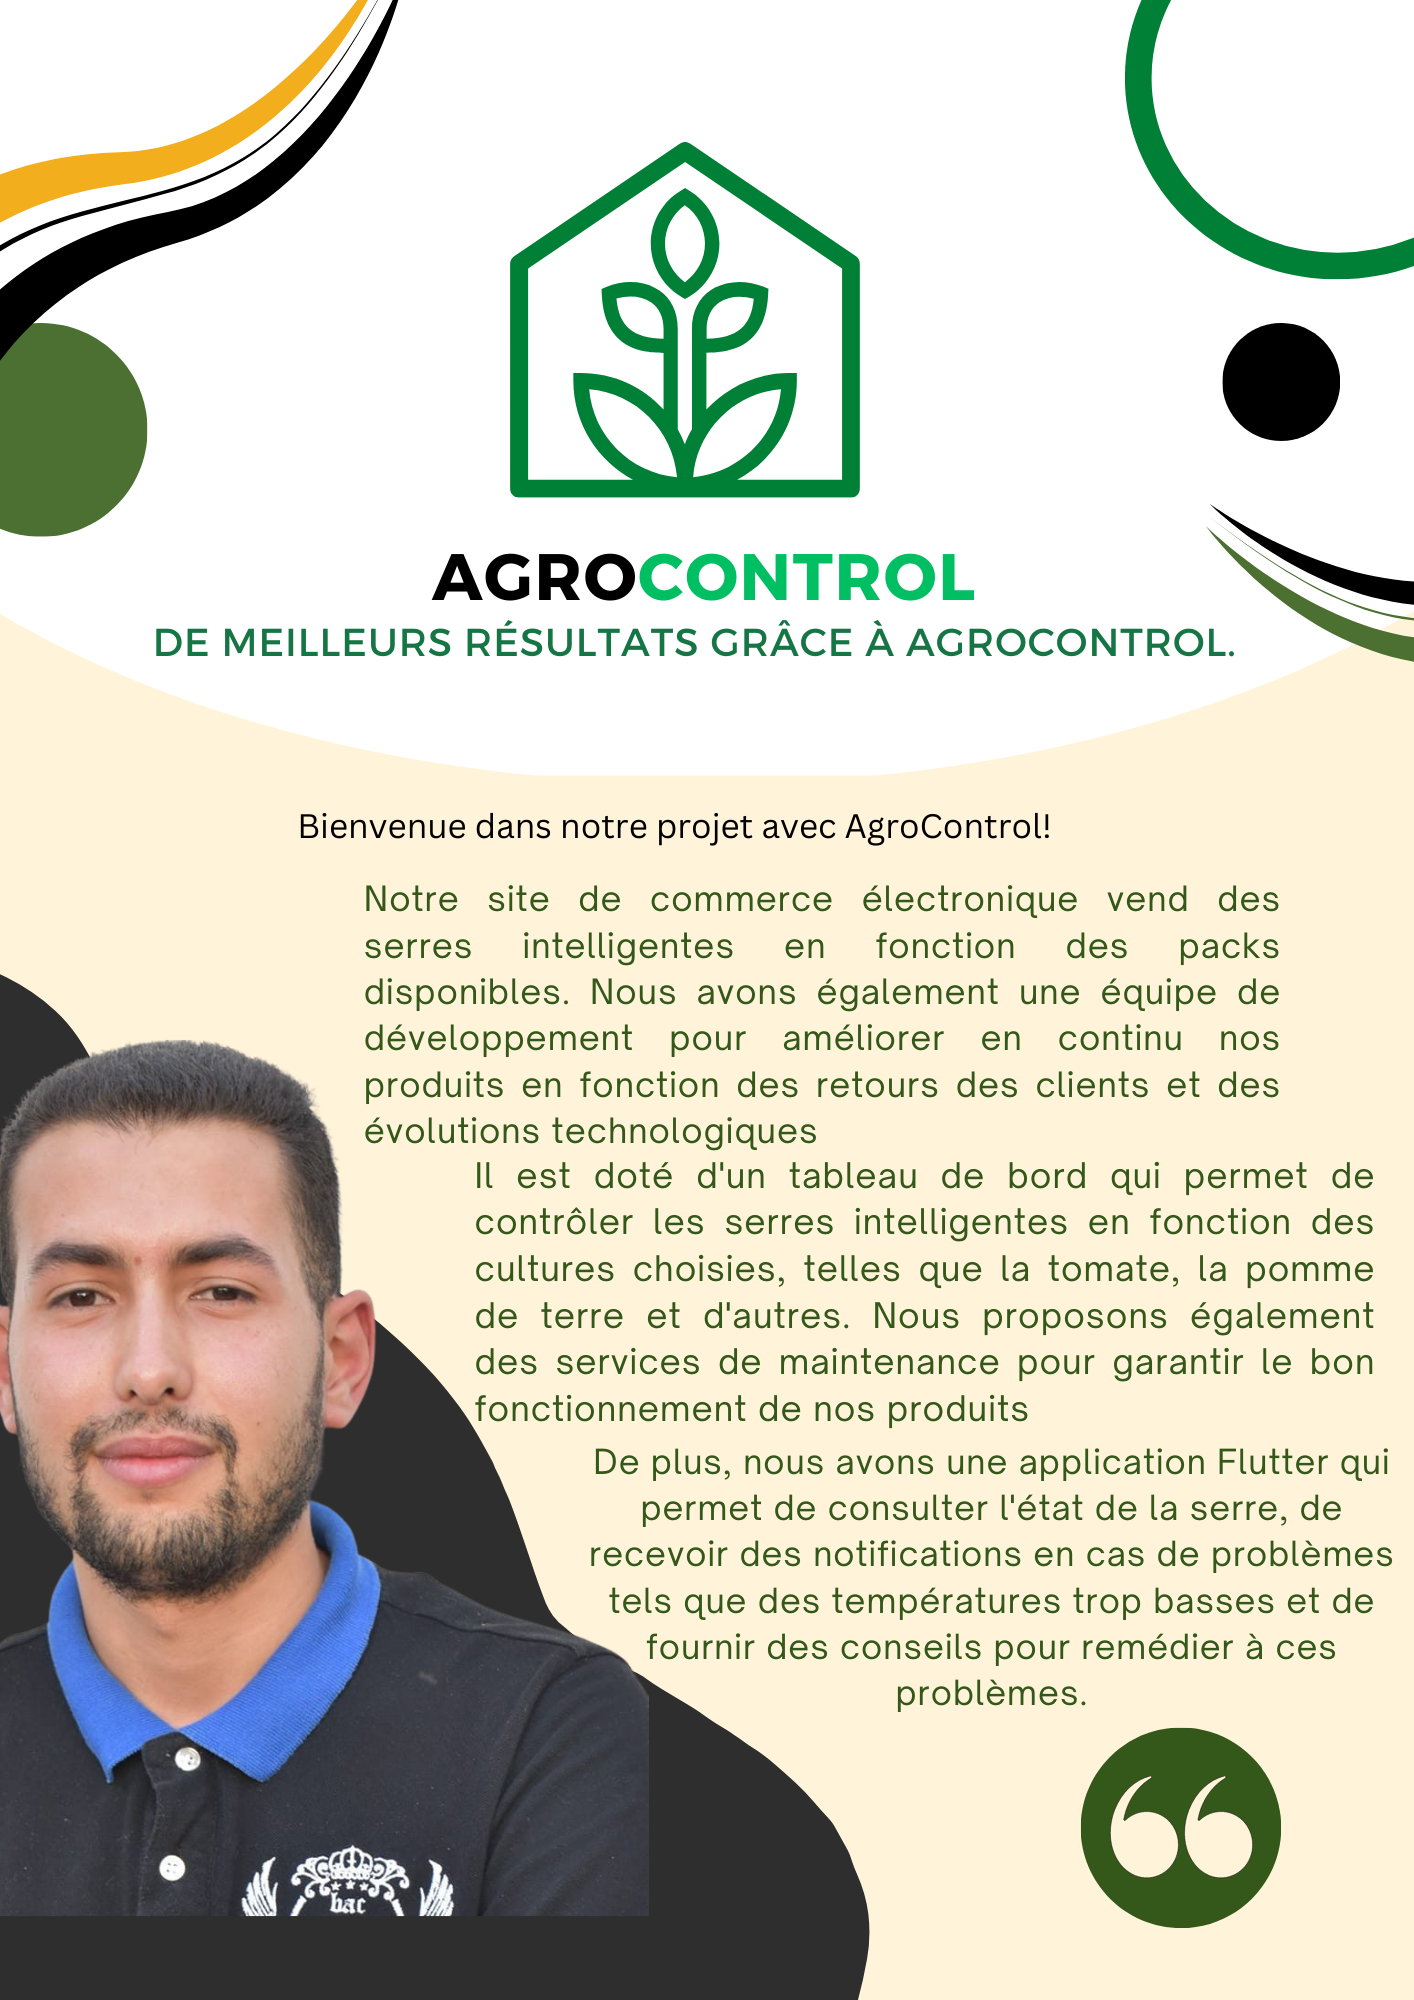 AGROCONTROL
DE MEILLEURS RÉSULTATS GRÂCE À AGROCONTROL.
Bienvenue dans notre projet avec AgroControl!
Notre site de commerce électronique vend des
serres intelligentes en fonction des packs
disponibles. Nous avons également une équipe de
développement pour améliorer en continu nos
produits en fonction des retours des clients et des
évolutions technologiques
Il est doté d'un tableau de bord qui permet de
contrôler les serres intelligentes en fonction des
cultures choisies, telles que la tomate, la pomme
de terre et d'autres. Nous proposons également
des services de maintenance pour garantir le bon
fonctionnement de nos produits
De plus, nous avons une application Flutter qui
permet de consulter l'état de la serre, de
recevoir des notifications en cas de problèmes
tels que des températures trop basses et de
fournir des conseils pour remédier à ces
problèmes.
bac